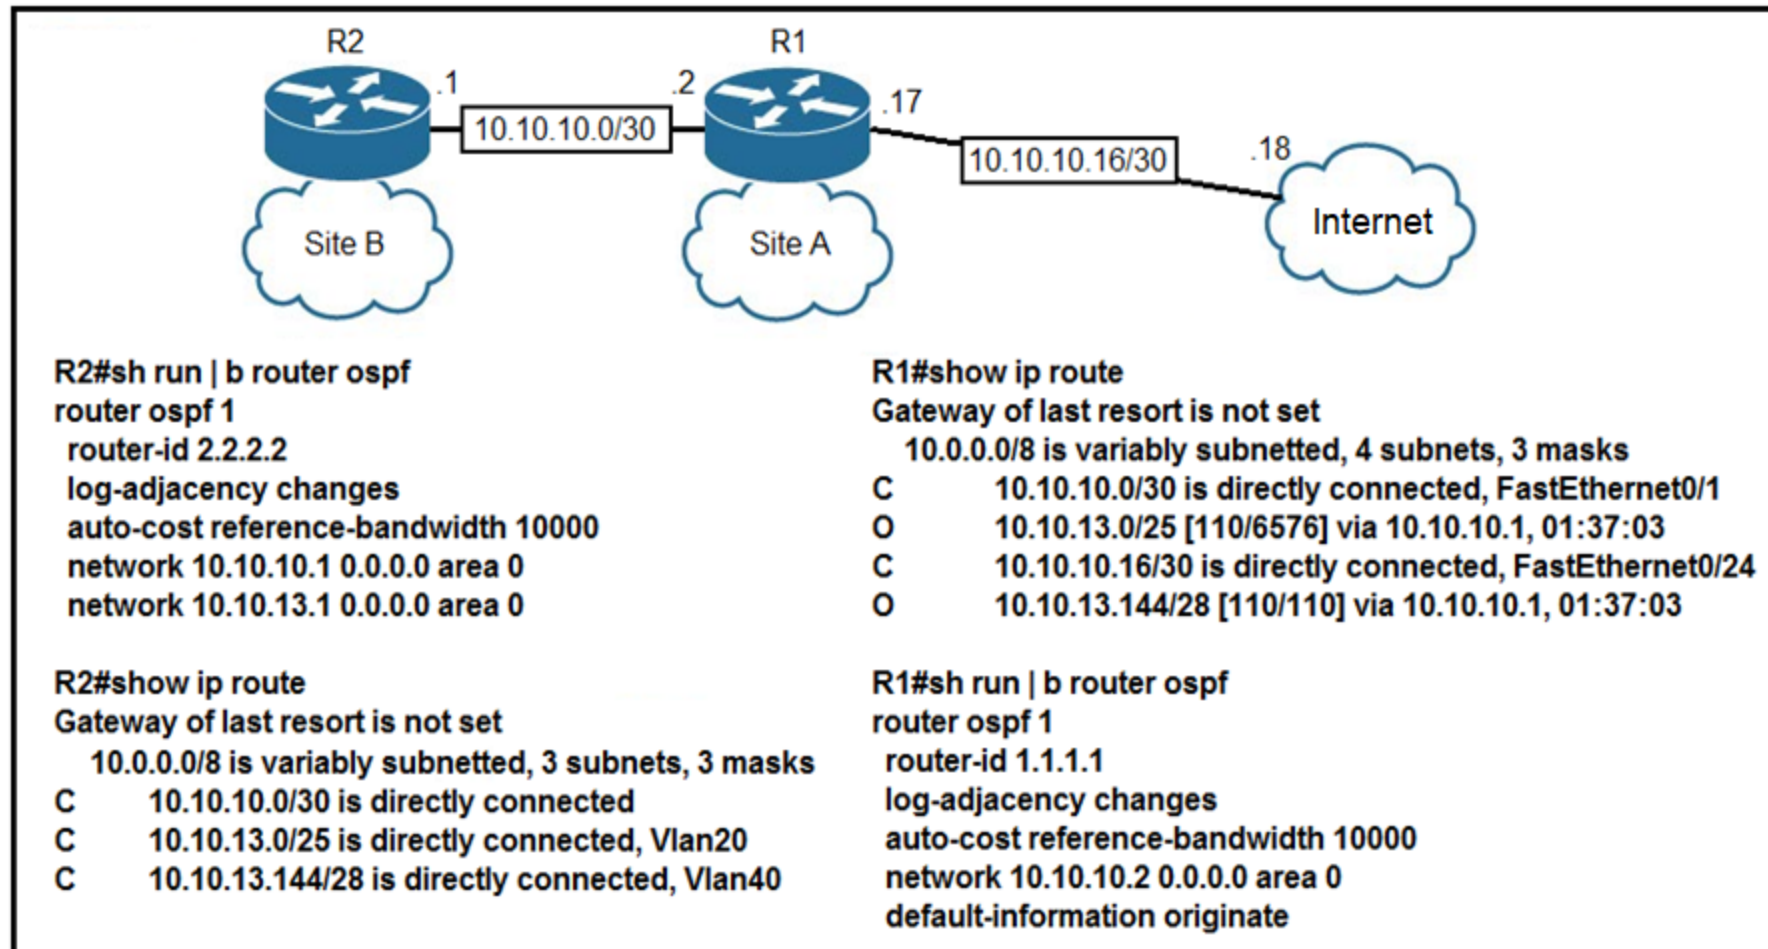 R2
R1
.1
.2
.17
10.10.10.0/30
10.10.10.16/30
.18
Site B
Site A
Internet
R2#sh run | b router ospf
router ospf 1
router-id 2.2.2.2
log-adjacency changes
auto-cost reference-bandwidth 10000
network 10.10.10.1 0.0.0.0 area 0
network 10.10.13.1 0.0.0.0 area 0
R2#show ip route
Gateway of last resort is not set
10.0.0.0/8 is variably subnetted, 3 subnets, 3 masks
C 10.10.10.0/30 is directly connected
C 10.10.13.0/25 is directly connected, Vlan20
C 10.10.13.144/28 is directly connected, Vlan40
R1#show ip route
Gateway of last resort is not set
10.0.0.0/8 is variably subnetted, 4 subnets, 3 masks
C 10.10.10.0/30 is directly connected, FastEthernet0/1
O 10.10.13.0/25 [110/6576] via 10.10.10.1, 01:37:03
C 10.10.10.16/30 is directly connected, FastEthernet0/24
O 10.10.13.144/28 [110/110] via 10.10.10.1, 01:37:03
R1#sh run | b router ospf
router ospf 1
router-id 1.1.1.1
log-adjacency changes
auto-cost reference-bandwidth 10000
network 10.10.10.2 0.0.0.0 area 0
default-information originate